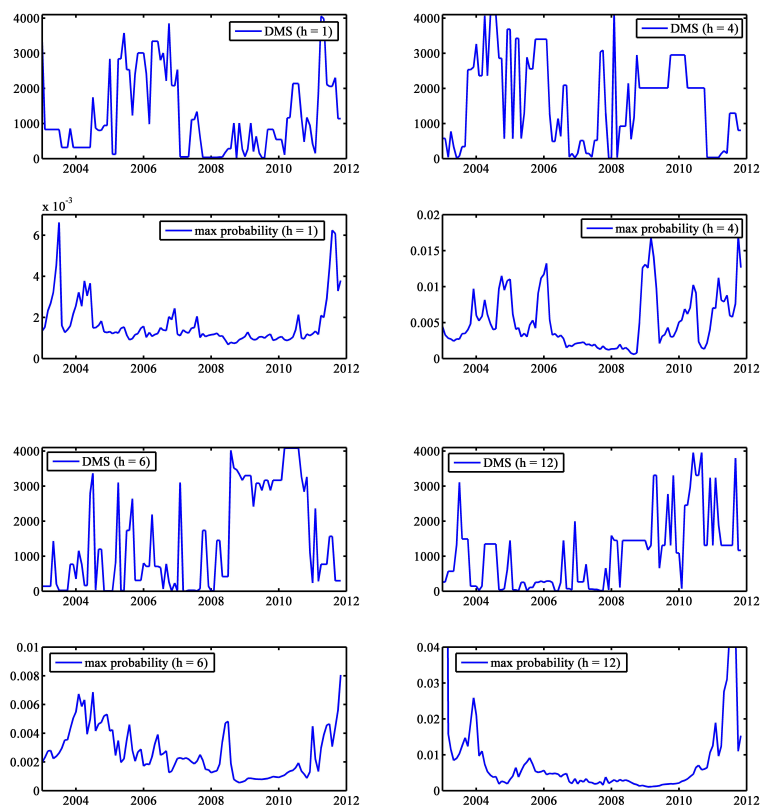 DMS (h = 1)
4000
3000
2000
1000
0
2004 2006 2008 2010 2012
DMS (h = 4)
4000
3000
2000
1000
0
2004 2006 2008 2010 2012
x 10⁻³
max probability (h = 1)
6
4
2
0
2004 2006 2008 2010 2012
max probability (h = 4)
0.02
0.015
0.01
0.005
0
2004 2006 2008 2010 2012
DMS (h = 6)
4000
3000
2000
1000
0
2004 2006 2008 2010 2012
DMS (h = 12)
4000
3000
2000
1000
0
2004 2006 2008 2010 2012
max probability (h = 6)
0.01
0.008
0.006
0.004
0.002
0
2004 2006 2008 2010 2012
max probability (h = 12)
0.04
0.03
0.02
0.01
0
2004 2006 2008 2010 2012